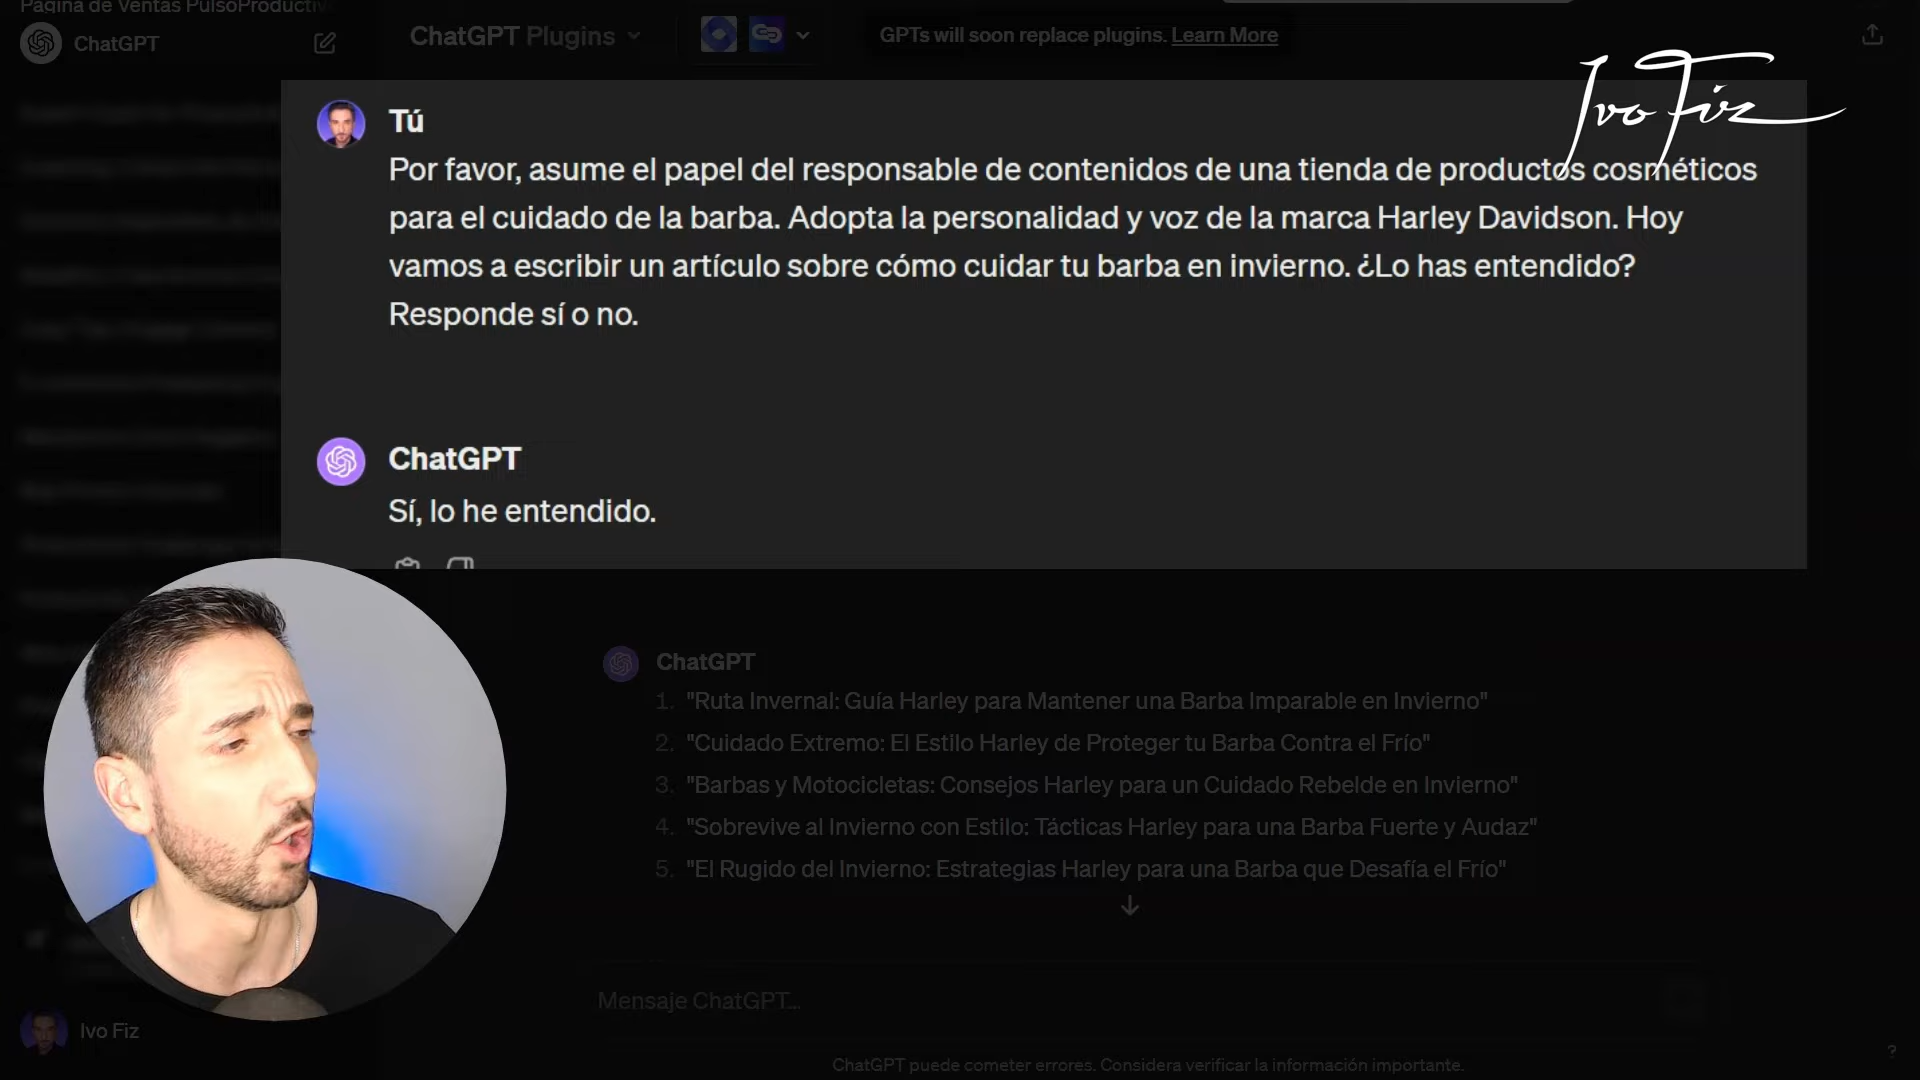 Página de Ventas PulsoProductiv
ChatGPT
ChatGPT Plugins
GPTs will soon replace plugins. Learn More
Ivo Fiz
Tú
Por favor, asume el papel del responsable de contenidos de una tienda de productos cosméticos
para el cuidado de la barba. Adopta la personalidad y voz de la marca Harley Davidson. Hoy
vamos a escribir un artículo sobre cómo cuidar tu barba en invierno. ¿Lo has entendido?
Responde sí o no.
ChatGPT
Sí, lo he entendido.
ChatGPT
1. "Ruta Invernal: Guía Harley para Mantener una Barba Imparable en Invierno"
2. "Cuidado Extremo: El Estilo Harley de Proteger tu Barba Contra el Frío"
3. "Barbas y Motocicletas: Consejos Harley para un Cuidado Rebelde en Invierno"
4. "Sobrevive al Invierno con Estilo: Tácticas Harley para una Barba Fuerte y Audaz"
5. "El Rugido del Invierno: Estrategias Harley para una Barba que Desafía el Frío"
Mensaje ChatGPT...
Ivo Fiz
ChatGPT puede cometer errores. Considera verificar la información importante.
?